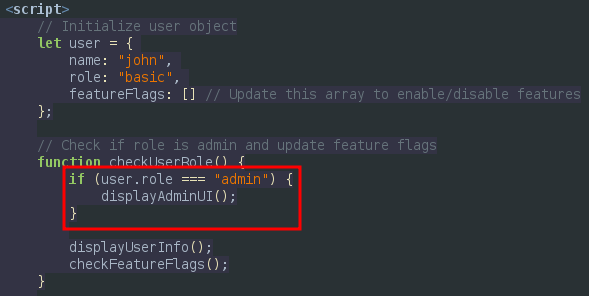 <script>
// Initialize user object
let user = {
name: "john",
role: "basic",
featureFlags: [] // Update this array to enable/disable features
};
// Check if role is admin and update feature flags
function checkUserRole() {
if (user.role === "admin") {
displayAdminUI();
}
displayUserInfo();
checkFeatureFlags();
}